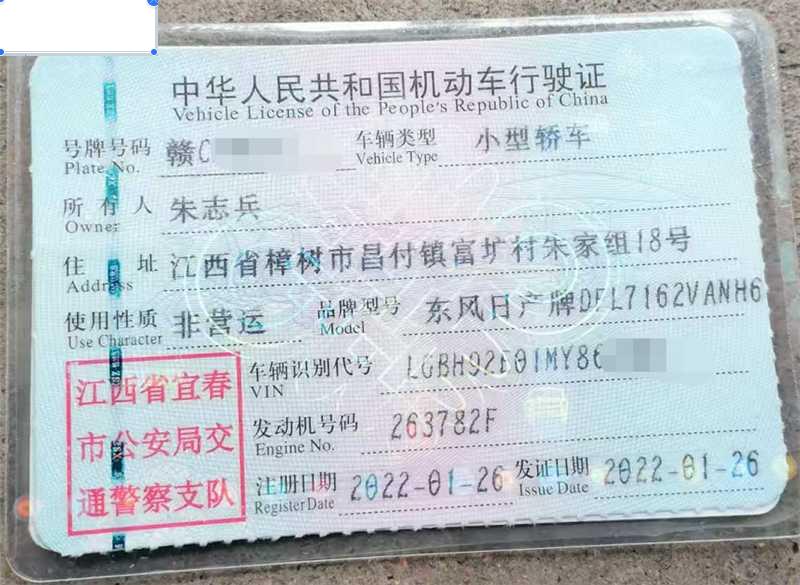 中华人民共和国机动车行驶证
Vehicle License of the People's Republic of China
号牌号码 赣C 车辆类型 小型轿车
Plate No. Vehicle Type
所有人 朱志兵
Owner
住址 江西省樟树市昌付镇富圹村朱家组18号
Address
使用性质 非营运 品牌型号 东风日产牌DFL7162VANH6
Use Character Model
车辆识别代号 LGBH92E01MY86
VIN
发动机号码 263782F
Engine No.
注册日期 2022-01-26 发证日期 2022-01-26
Register Date Issue Date
江西省宜春
市公安局交
通警察支队